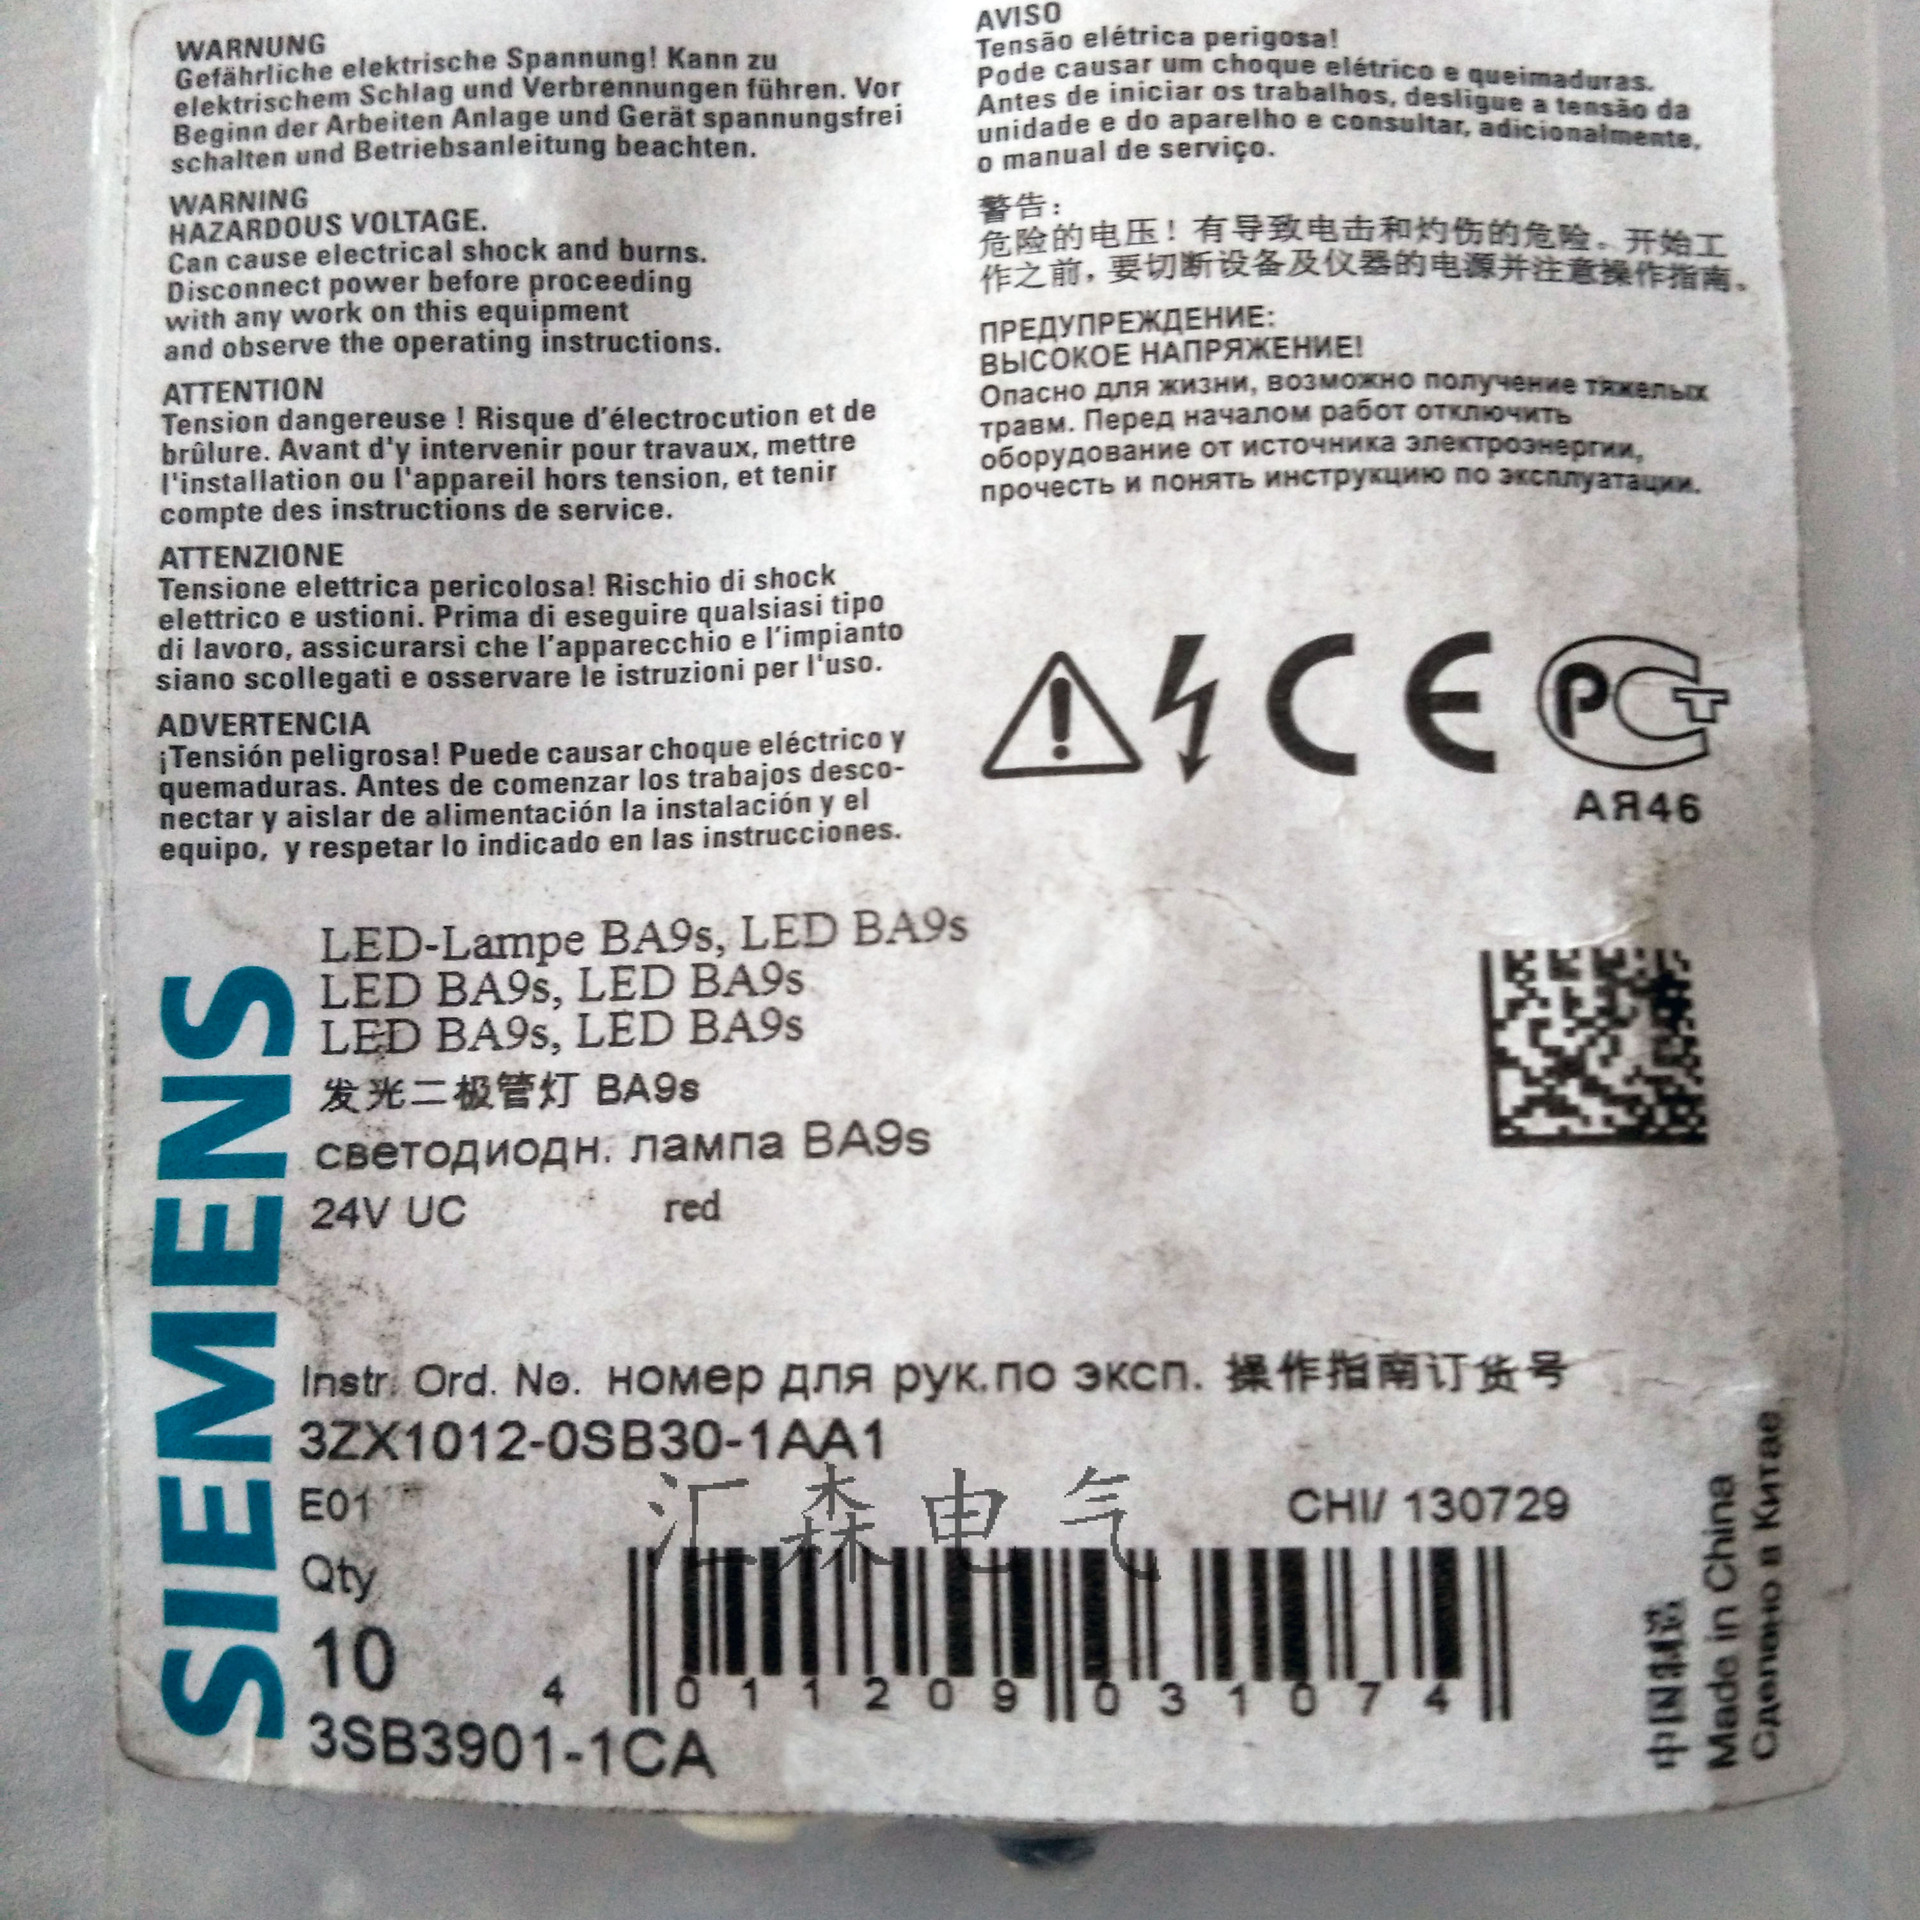 WARNUNG
Gefährliche elektrische Spannung! Kann zu
elektrischem Schlag und Verbrennungen führen. Vor
Beginn der Arbeiten Anlage und Gerät spannungsfrei
schalten und Betriebsanleitung beachten.
WARNING
HAZARDOUS VOLTAGE.
Can cause electrical shock and burns.
Disconnect power before proceeding
with any work on this equipment
and observe the operating instructions.
ATTENTION
Tension dangereuse ! Risque d'électrocution et de
brûlure. Avant d'y intervenir pour travaux, mettre
l'installation ou l'appareil hors tension, et tenir
compte des instructions de service.
ATTENZIONE
Tensione elettrica pericolosa! Rischio di shock
elettrico e ustioni. Prima di eseguire qualsiasi tipo
di lavoro, assicurarsi che l'apparecchio e l'impianto
siano scollegati e osservare le istruzioni per l'uso.
ADVERTENCIA
¡Tensión peligrosa! Puede causar choque eléctrico y
quemaduras. Antes de comenzar los trabajos desco-
nectar y aislar de alimentación la instalación y el
equipo, y respetar lo indicado en las instrucciones.
AVISO
Tensão elétrica perigosa!
Pode causar um choque elétrico e queimaduras.
Antes de iniciar os trabalhos, desligue a tensão da
unidade e do aparelho e consultar, adicionalmente,
o manual de serviço.
警告:
危险的电压！有导致电击和灼伤的危险。开始工
作之前，要切断设备及仪器的电源并注意操作指南。
ПРЕДУПРЕЖДЕНИЕ:
ВЫСОКОЕ НАПРЯЖЕНИЕ!
Опасно для жизни, возможно получение тяжелых
травм. Перед началом работ отключить
оборудование от источника электроэнергии,
прочесть и понять инструкцию по эксплуатации.
CE PCT
АЯ46
SIEMENS
LED-Lampe BA9s, LED BA9s
LED BA9s, LED BA9s
LED BA9s, LED BA9s
发光二极管灯 BA9s
светодиодн. лампа BA9s
24V UC red
Instr. Ord. No. номер для рук.по эксп. 操作指南订货号
3ZX1012-0SB30-1AA1
汇森电气
E01 CHI/ 130729
Qty
10
4 011209 031074
3SB3901-1CA
中国制造
Made in China
Сделано в Китае